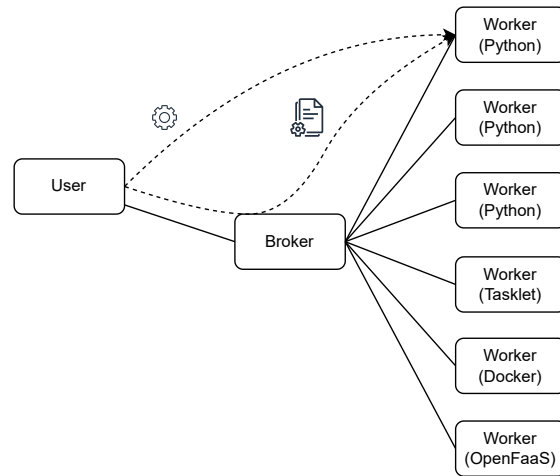 Worker
(Python)
Worker
(Python)
User
Worker
(Python)
Broker
Worker
(Tasklet)
Worker
(Docker)
Worker
(OpenFaaS)